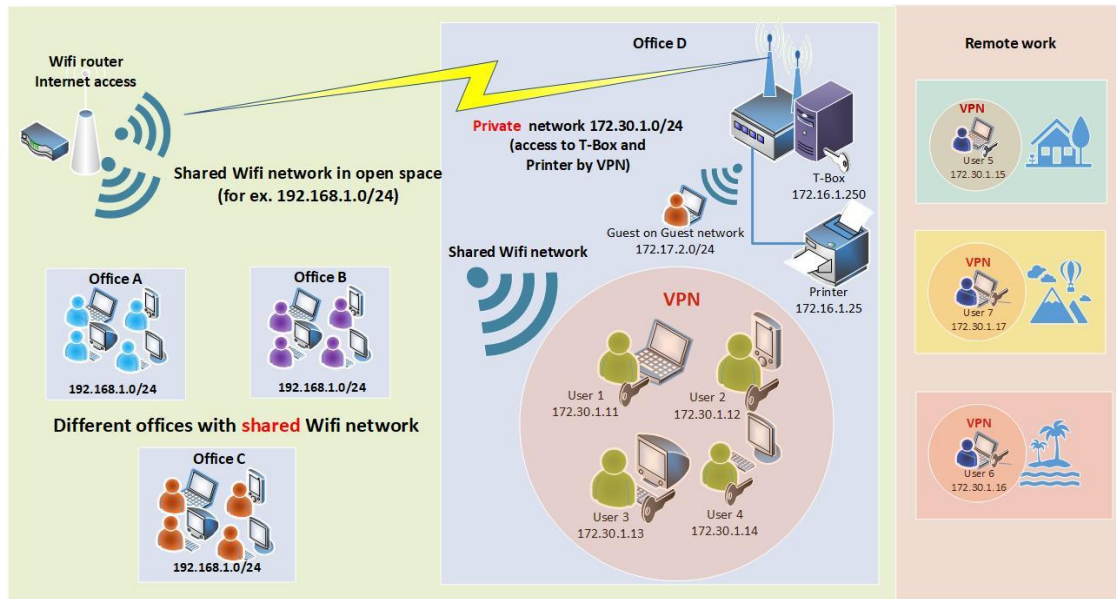 Wifi router
Internet access
Shared Wifi network in open space
(for ex. 192.168.1.0/24)
Office A
192.168.1.0/24
Office B
192.168.1.0/24
Different offices with shared Wifi network
Office C
192.168.1.0/24
Office D
Private network 172.30.1.0/24
(access to T-Box and
Printer by VPN)
T-Box
172.16.1.250
Guest on Guest network
172.17.2.0/24
Shared Wifi network
Printer
172.16.1.25
VPN
User 1
172.30.1.11
User 2
172.30.1.12
User 3
172.30.1.13
User 4
172.30.1.14
Remote work
VPN
User 5
172.30.1.15
VPN
User 7
172.30.1.17
VPN
User 6
172.30.1.16